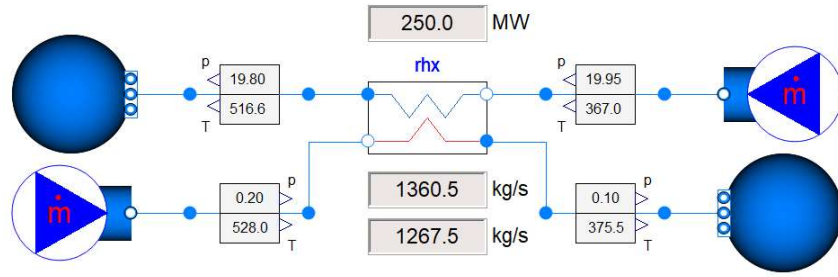 250.0 MW
p
19.80
516.6
T
rhx
p
19.95
367.0
T
ṁ
ṁ
0.20
528.0
p
T
1360.5 kg/s
1267.5 kg/s
0.10
375.5
p
T